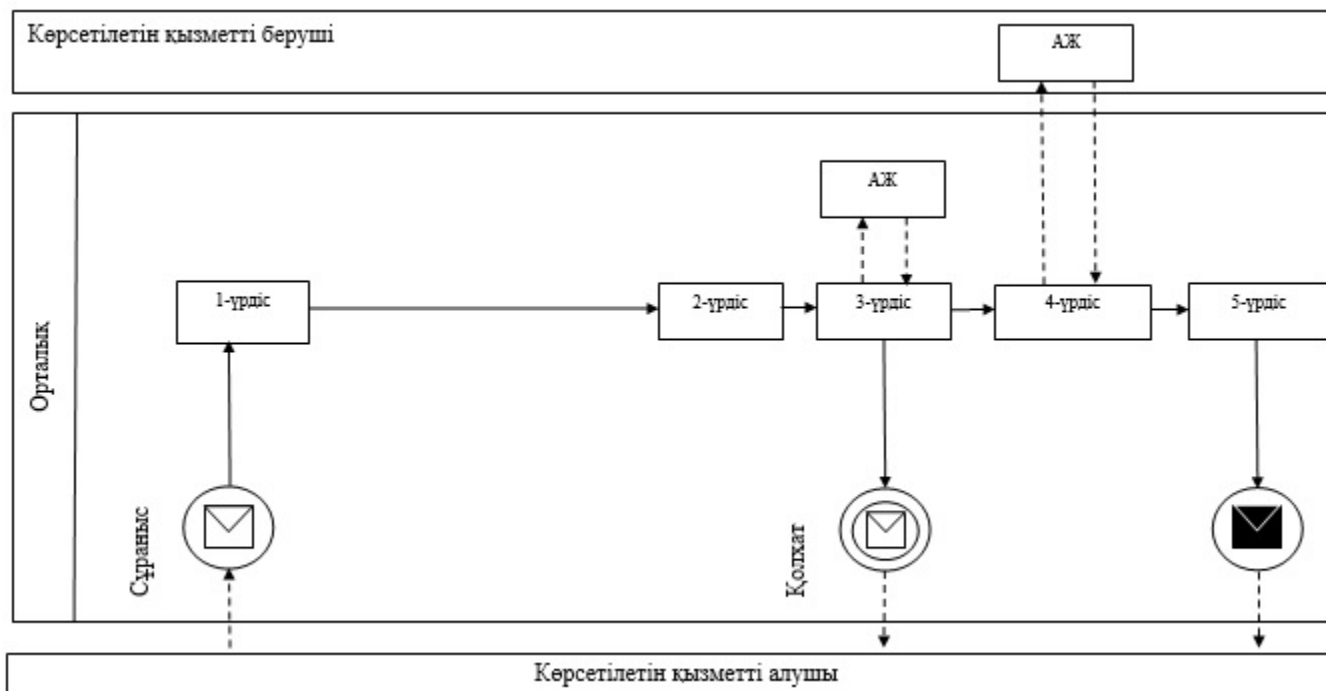 Көрсетілетін қызметті беруші
АЖ
АЖ
1-үрдіс
2-үрдіс
3-үрдіс
4-үрдіс
5-үрдіс
Орталық
Сұраныс
Қолхат
Көрсетілетін қызметті алушы